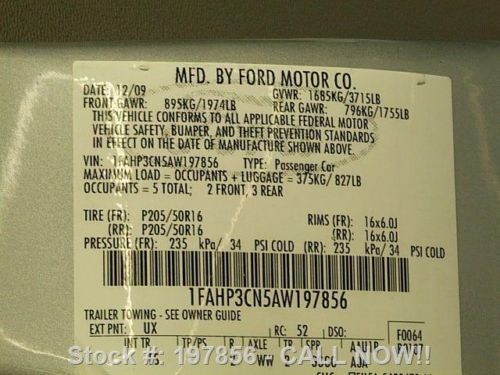 MFD. BY FORD MOTOR CO.
DATE: 12/09 GVWR: 1685KG/3715LB
FRONT GAWR: 895KG/1974LB REAR GAWR: 796KG/1755LB
THIS VEHICLE CONFORMS TO ALL APPLICABLE FEDERAL MOTOR
VEHICLE SAFETY, BUMPER, AND THEFT PREVENTION STANDARDS
IN EFFECT ON THE DATE OF MANUFACTURE SHOWN ABOVE.
VIN: 1FAHP3CN5AW197856 TYPE: Passenger Car
MAXIMUM LOAD = OCCUPANTS + LUGGAGE = 375KG/ 827LB
OCCUPANTS = 5 TOTAL; 2 FRONT, 3 REAR
TIRE (FR): P205/50R16 RIMS (FR): 16x6.0J
(RR): P205/50R16 (RR): 16x6.0J
PRESSURE (FR): 235 kPa/ 34 PSI COLD (RR): 235 kPa/ 34 PSI COLD
1FAHP3CN5AW197856
TRAILER TOWING - SEE OWNER GUIDE
EXT PNT: UX RC: 52 DSO: F0064
INT TR TP/PS R
Stock #: 197856 CALL NOW!!